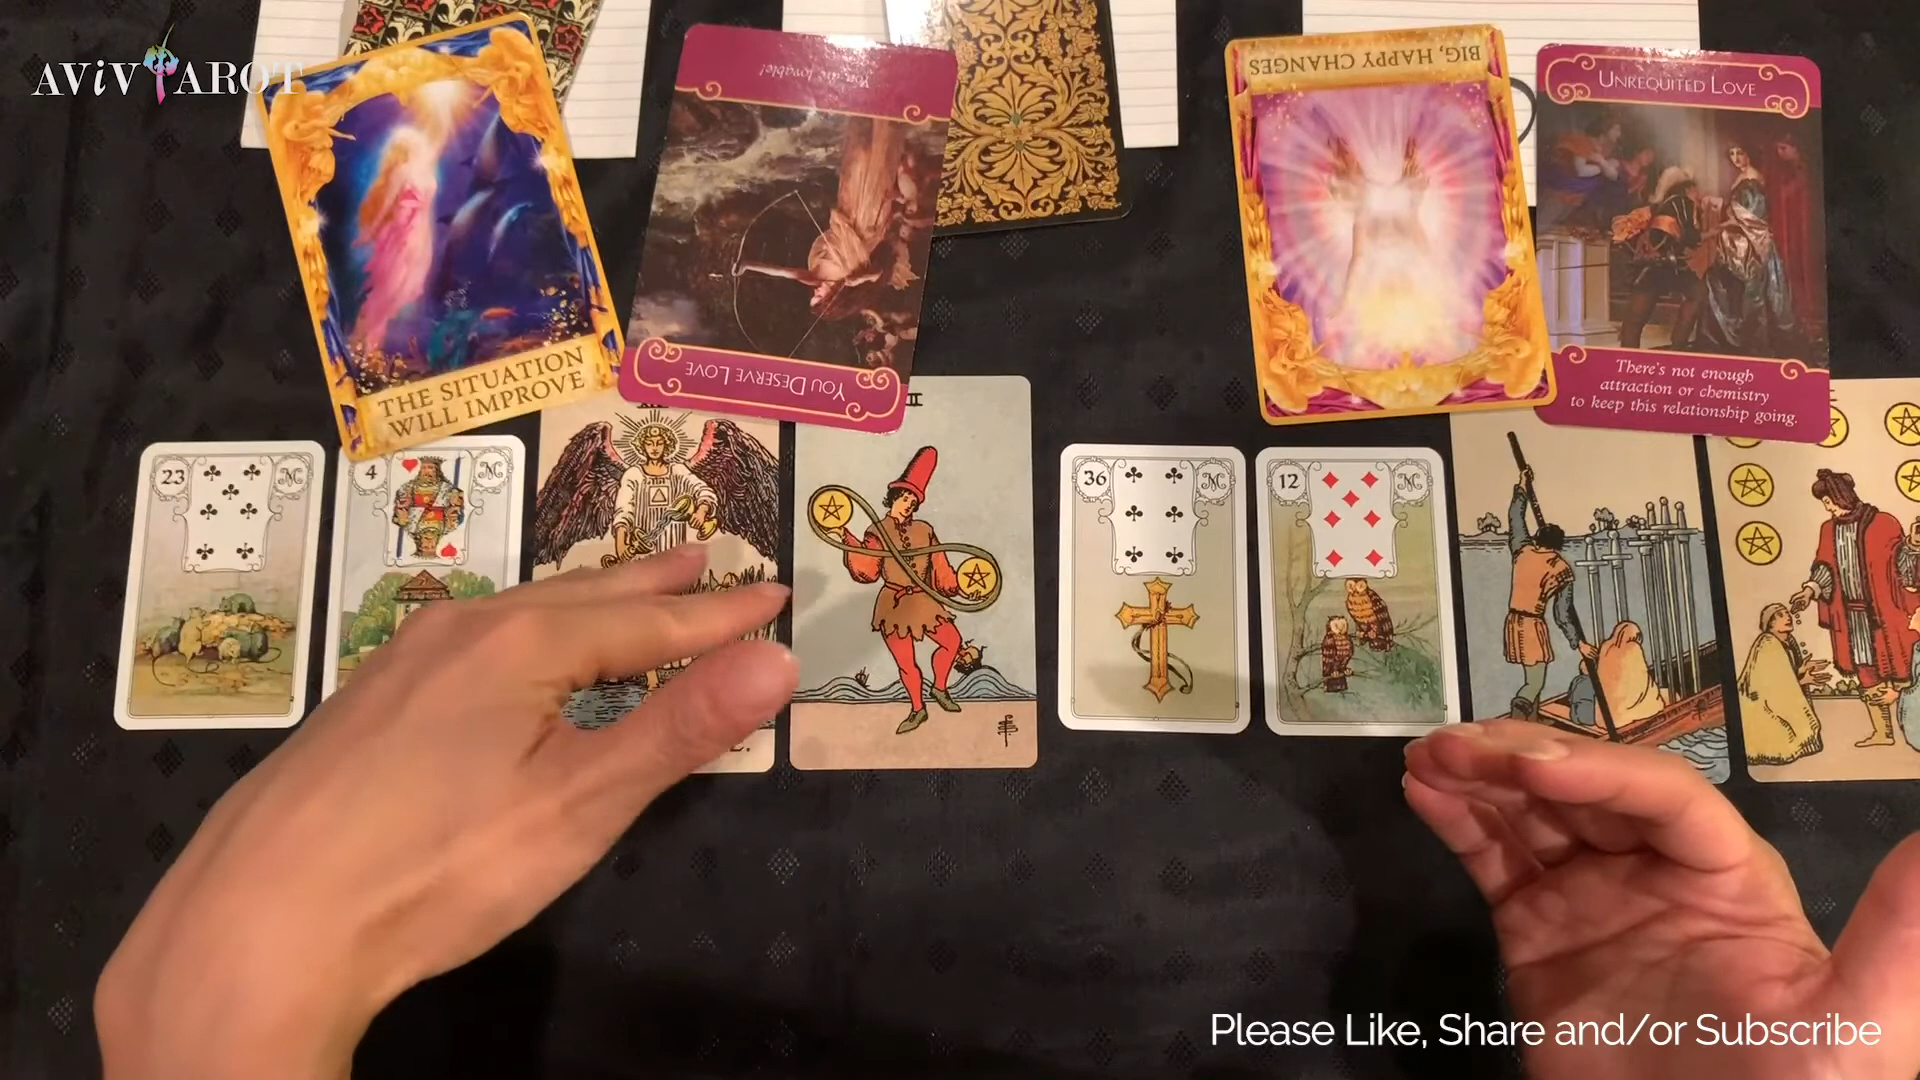 AViV TAROT
You are lovable!
BIG, HAPPY CHANGES
UNREQUITED LOVE
THE SITUATION
WILL IMPROVE
YOU DESERVE LOVE
There's not enough
attraction or chemistry
to keep this relationship going.
II
23
4
36
12
Please Like, Share and/or Subscribe